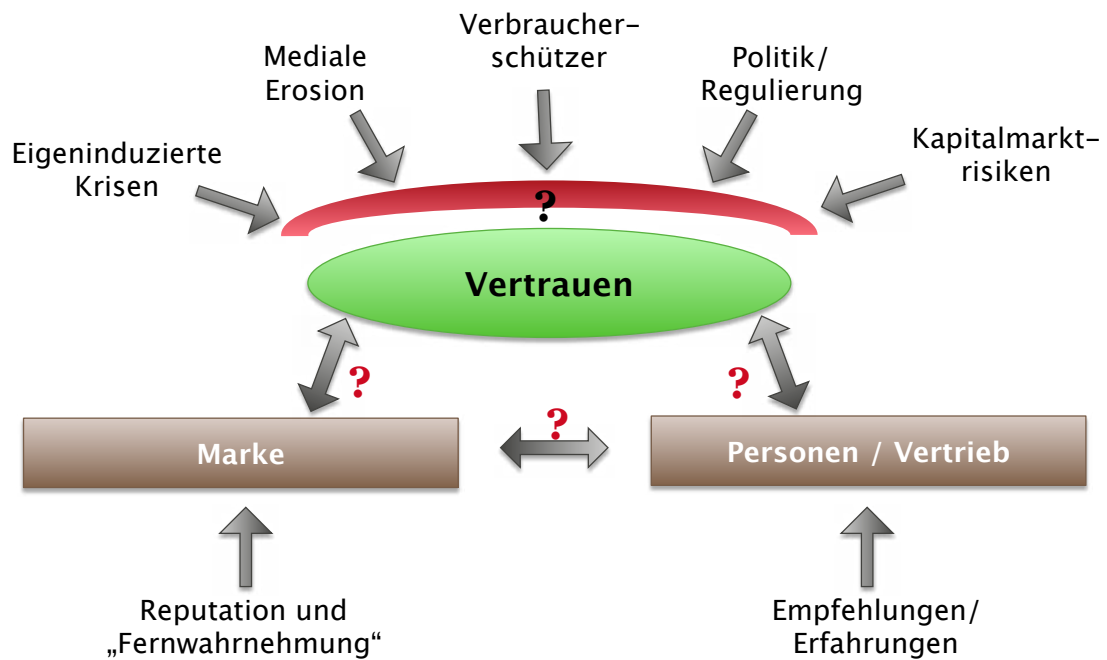 Verbraucher-
schützer
Mediale
Erosion
Politik/
Regulierung
Eigeninduzierte
Krisen
Kapitalmarkt-
risiken
?
Vertrauen
?
?
?
Marke
Personen / Vertrieb
Reputation und
„Fernwahrnehmung“
Empfehlungen/
Erfahrungen